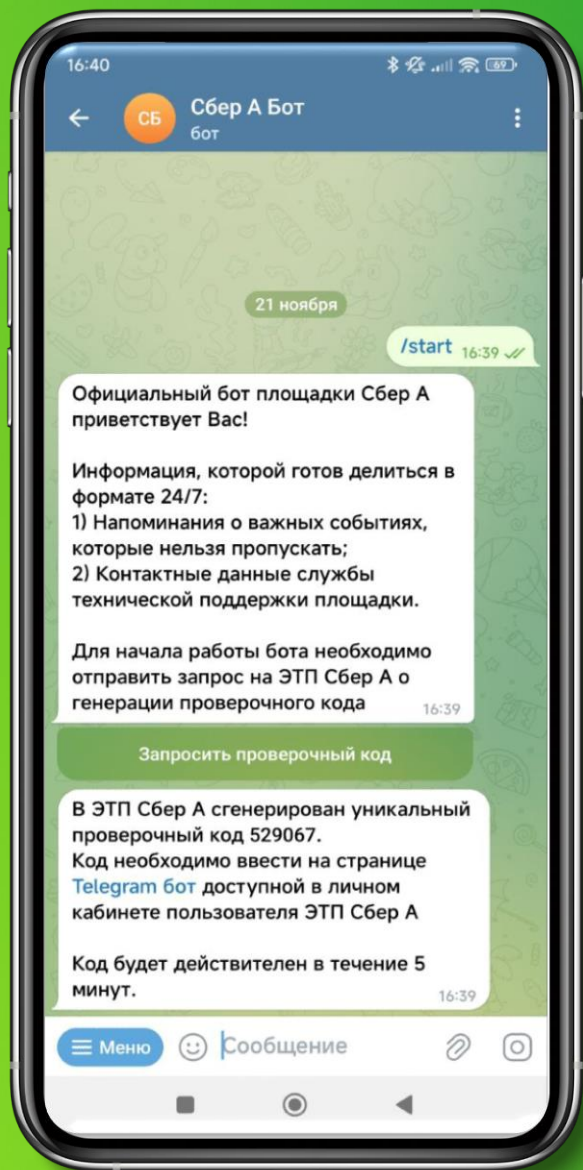 16:40
69
СБ
Сбер А Бот
бот
21 ноября
/start 16:39
Официальный бот площадки Сбер А
приветствует Вас!
Информация, которой готов делиться в
формате 24/7:
1) Напоминания о важных событиях,
которые нельзя пропускать;
2) Контактные данные службы
технической поддержки площадки.
Для начала работы бота необходимо
отправить запрос на ЭТП Сбер А о
генерации проверочного кода 16:39
Запросить проверочный код
В ЭТП Сбер А сгенерирован уникальный
проверочный код 529067.
Код необходимо ввести на странице
Telegram бот доступной в личном
кабинете пользователя ЭТП Сбер А
Код будет действителен в течение 5
минут. 16:39
Меню
Сообщение